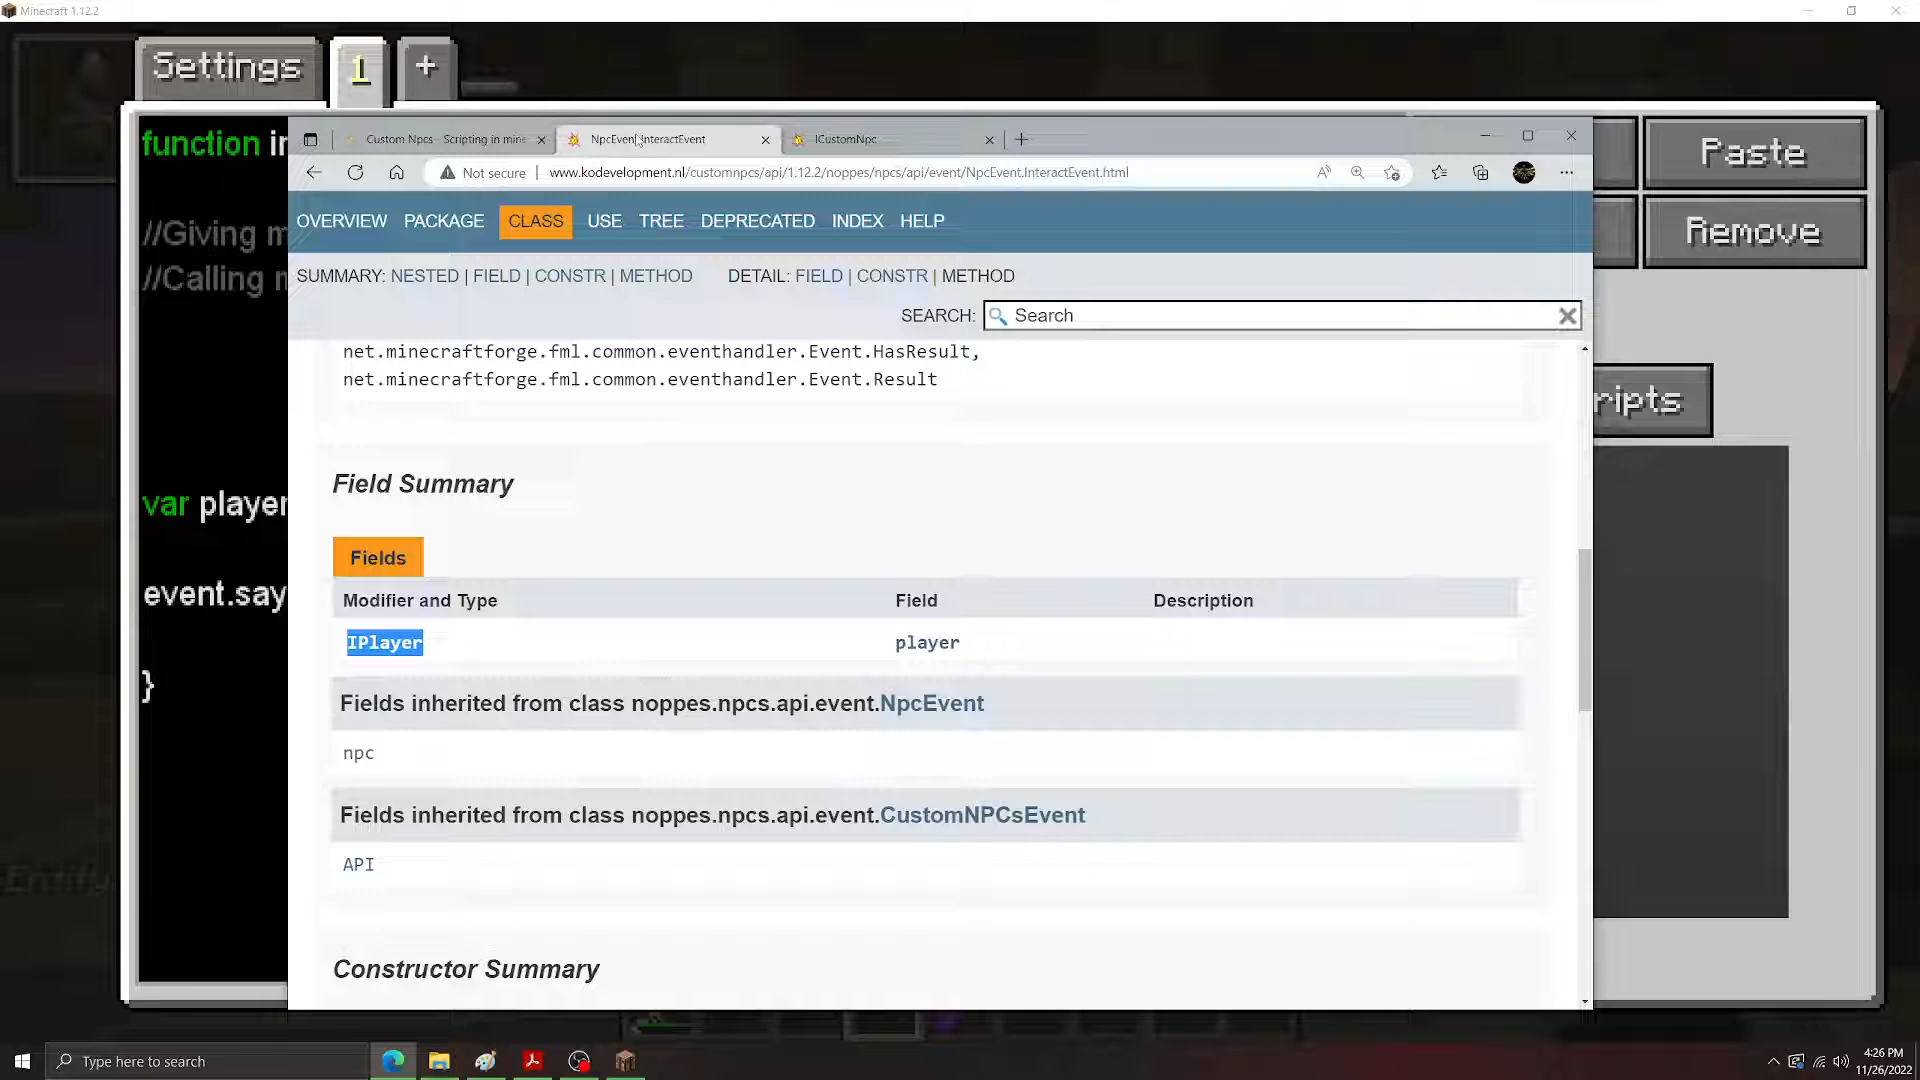 Minecraft 1.12.2
Settings
1
+
Paste
Remove
ripts
function in
//Giving m
//Calling m
var player
event.say
}
Custom Npcs - Scripting in mine
NpcEvent.InteractEvent
ICustomNpc
Not secure
www.kodevelopment.nl/customnpcs/api/1.12.2/noppes/npcs/api/event/NpcEvent.InteractEvent.html
OVERVIEW PACKAGE CLASS USE TREE DEPRECATED INDEX HELP
SUMMARY: NESTED | FIELD | CONSTR | METHOD DETAIL: FIELD | CONSTR | METHOD
SEARCH: Search
net.minecraftforge.fml.common.eventhandler.Event.HasResult,
net.minecraftforge.fml.common.eventhandler.Event.Result
Field Summary
Fields
Modifier and Type Field Description
IPlayer player
Fields inherited from class noppes.npcs.api.event.NpcEvent
npc
Fields inherited from class noppes.npcs.api.event.CustomNPCsEvent
API
Constructor Summary
Entity
Type here to search
4:26 PM
11/26/2022